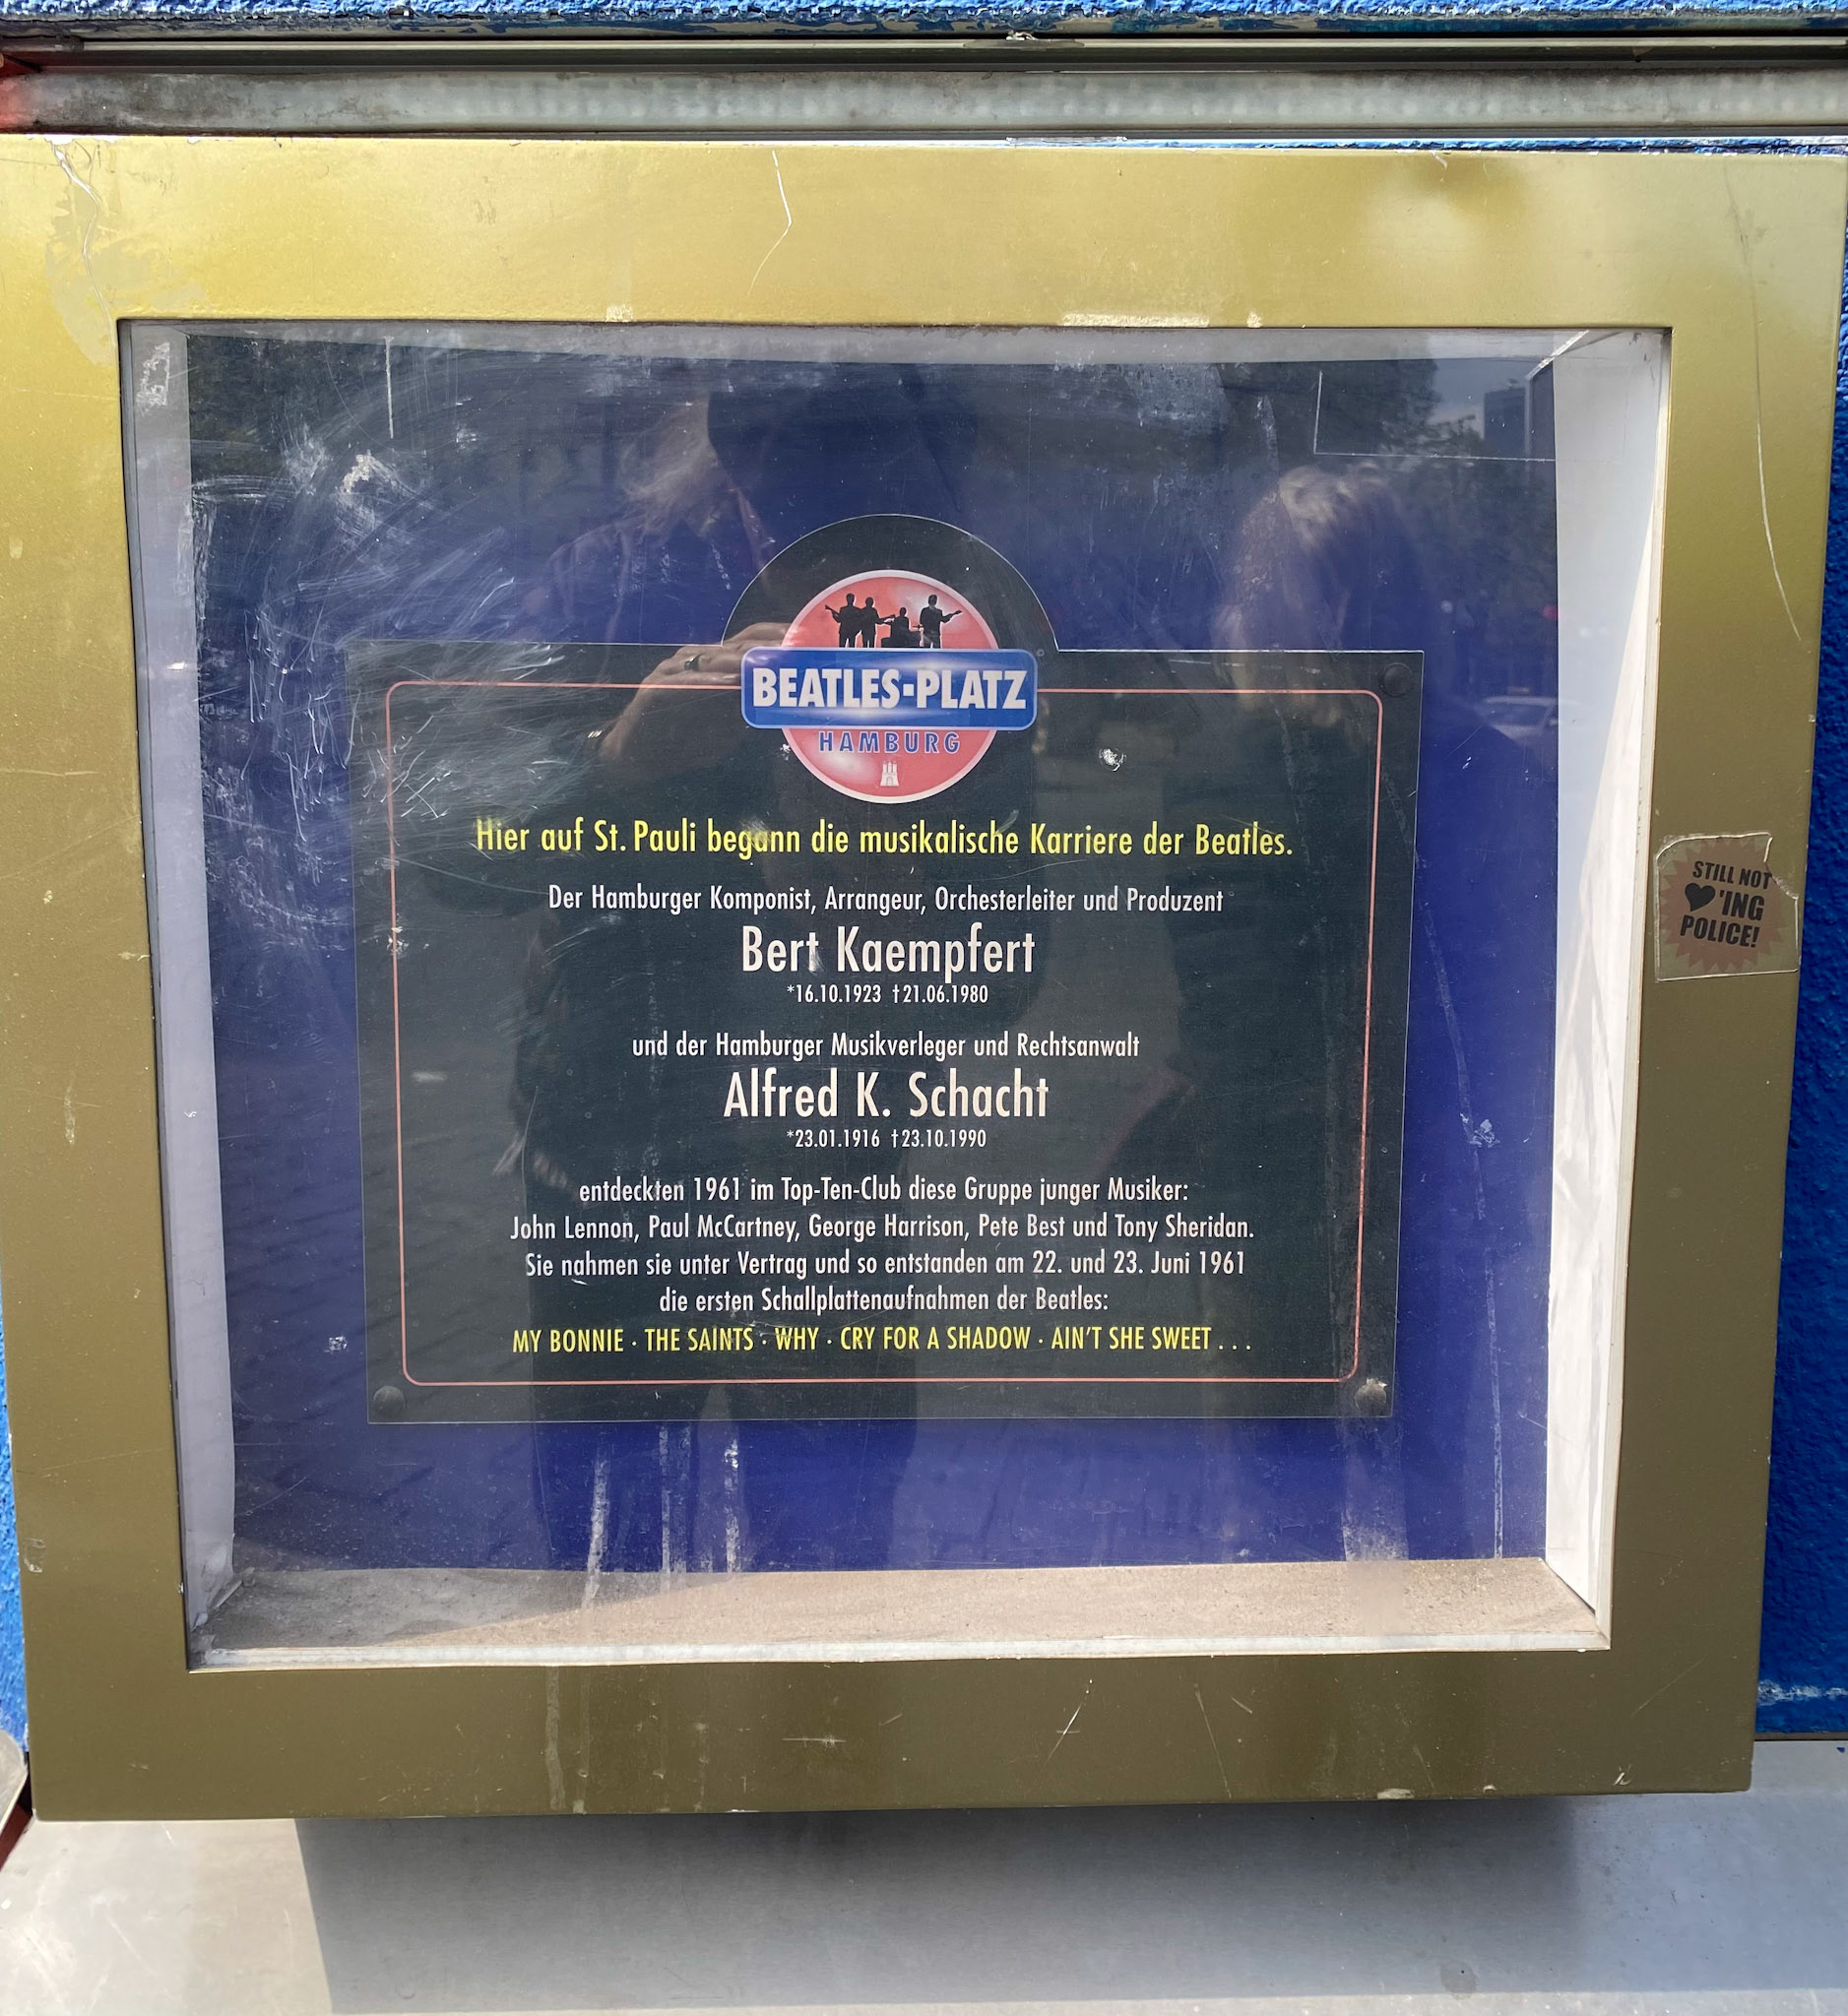 BEATLES-PLATZ
HAMBURG
Hier auf St. Pauli begann die musikalische Karriere der Beatles.
Der Hamburger Komponist, Arrangeur, Orchesterleiter und Produzent
Bert Kaempfert
*16.10.1923 †21.06.1980
und der Hamburger Musikverleger und Rechtsanwalt
Alfred K. Schacht
*23.01.1916 †23.10.1990
entdeckten 1961 im Top-Ten-Club diese Gruppe junger Musiker:
John Lennon, Paul McCartney, George Harrison, Pete Best und Tony Sheridan.
Sie nahmen sie unter Vertrag und so entstanden am 22. und 23. Juni 1961
die ersten Schallplattenaufnahmen der Beatles:
MY BONNIE · THE SAINTS · WHY · CRY FOR A SHADOW · AIN'T SHE SWEET . . .
STILL NOT
♥'ING
POLICE!